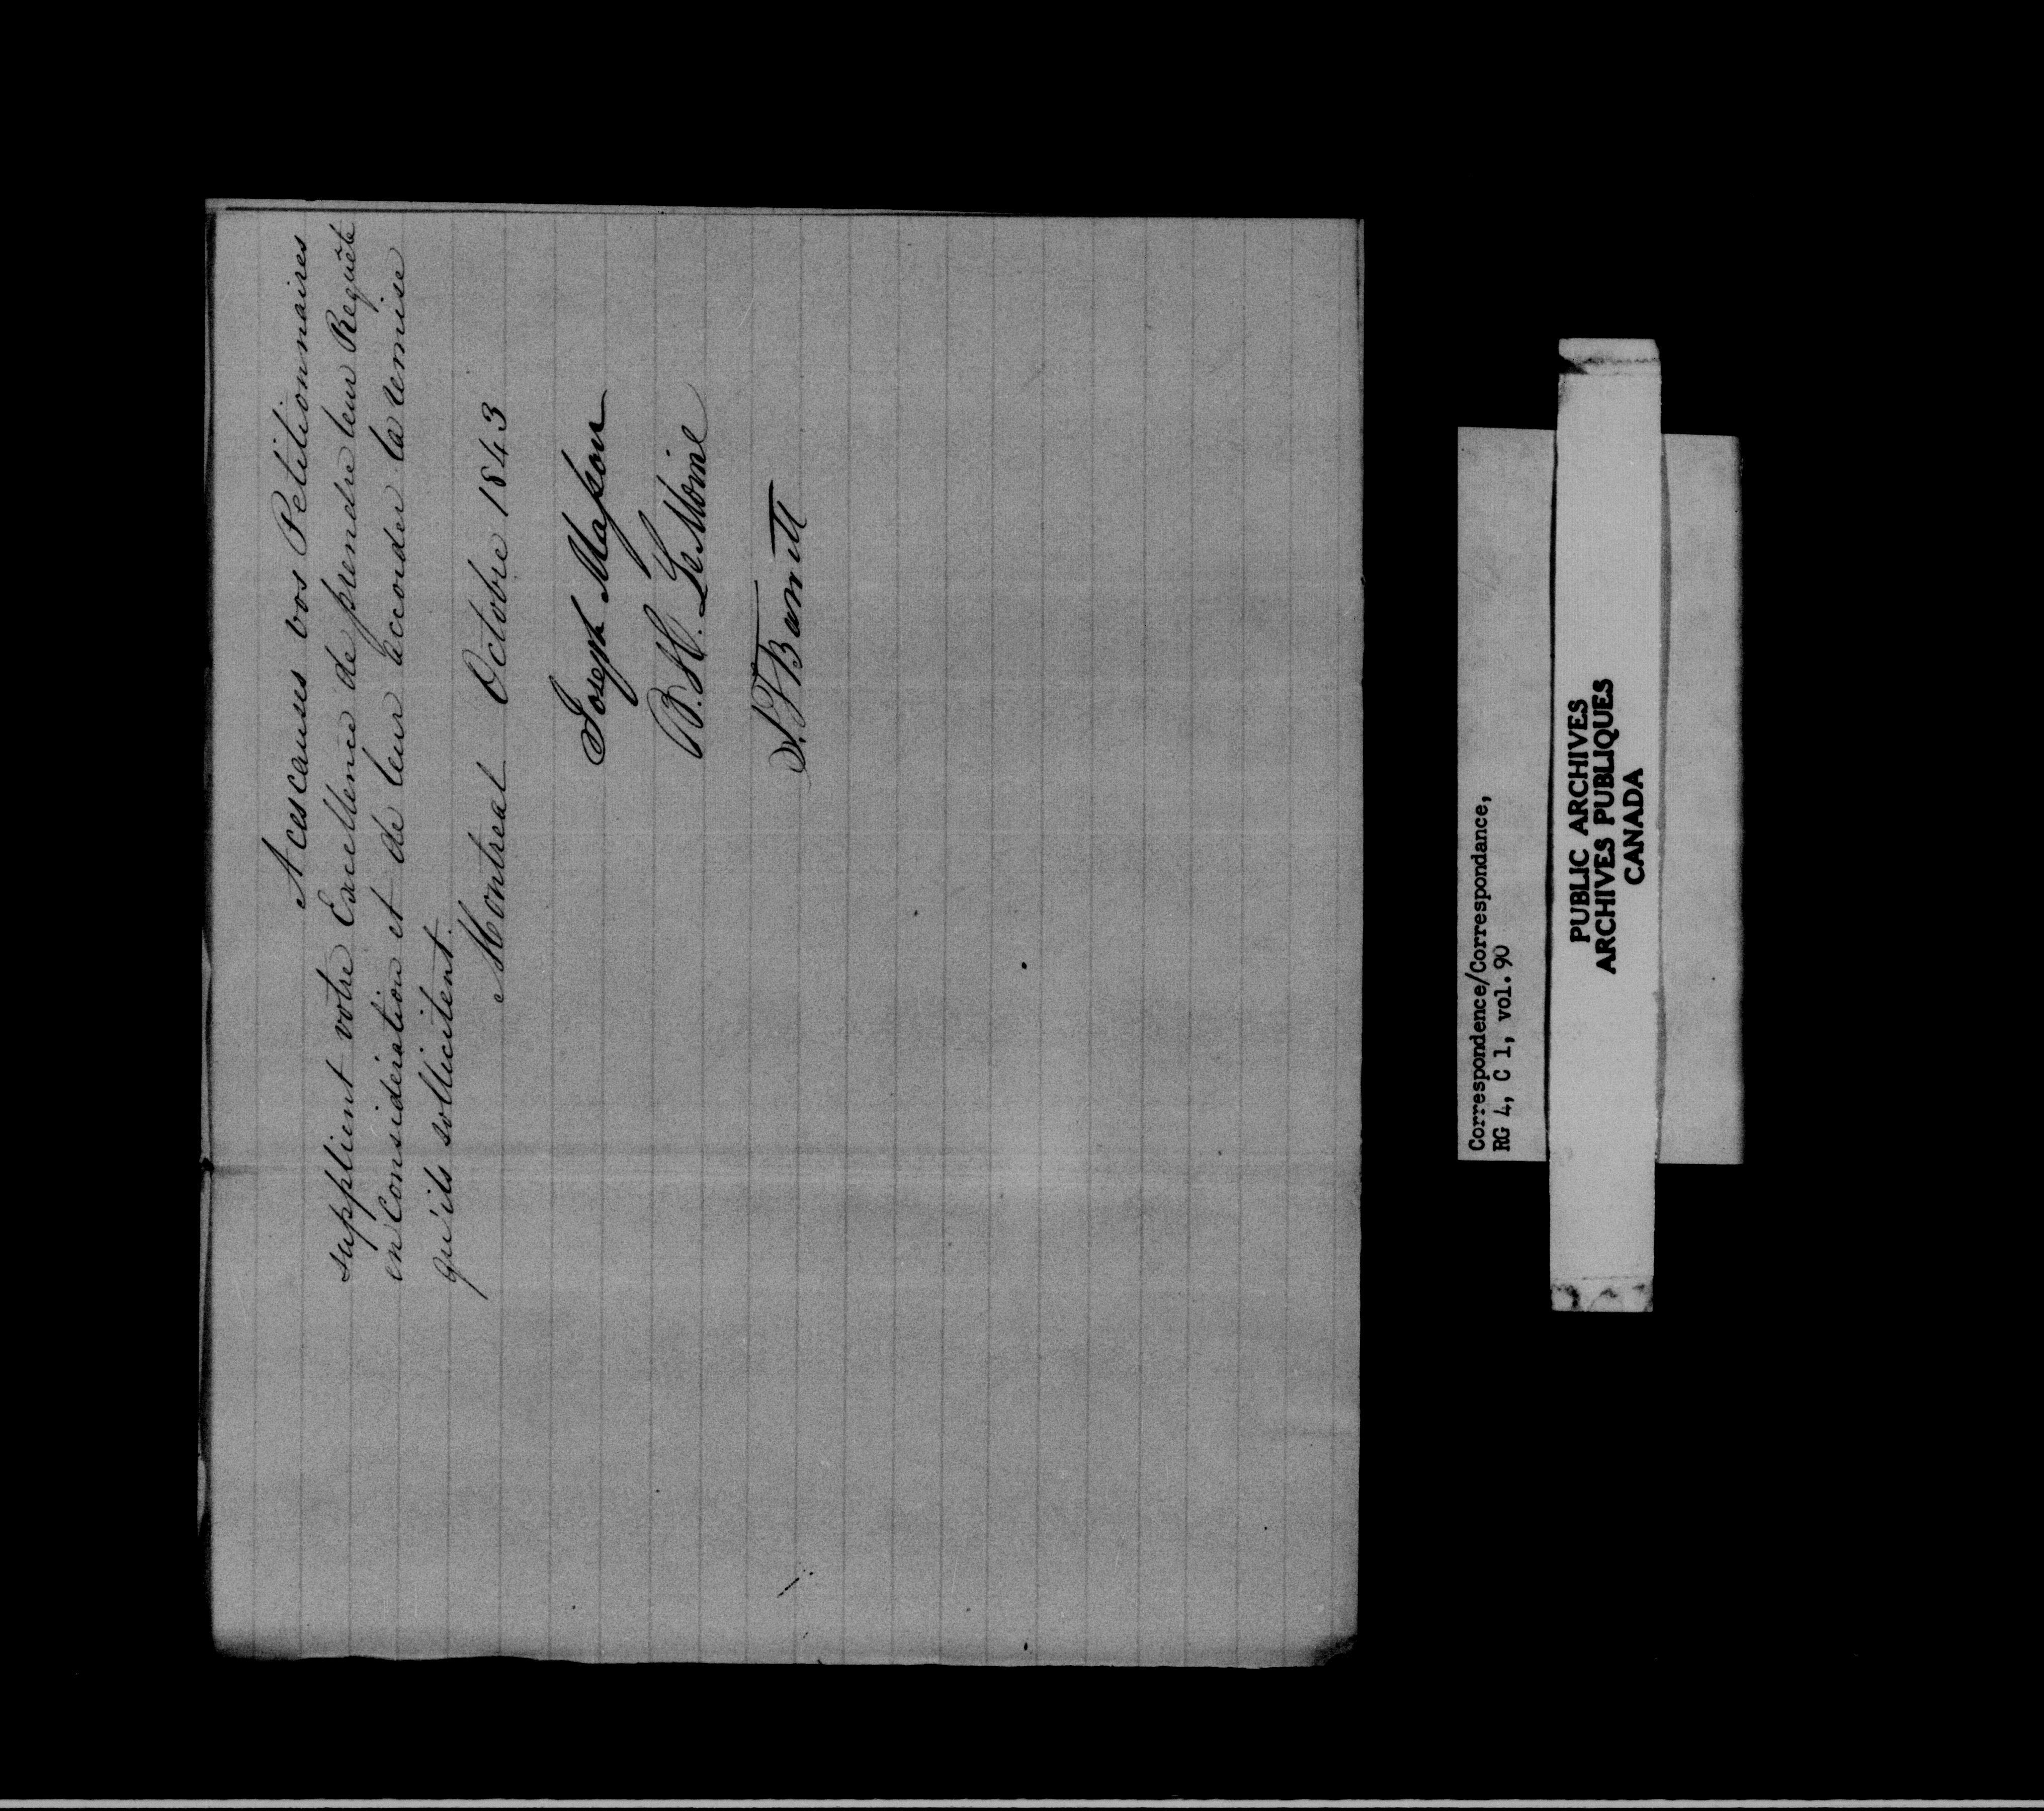 A ces causes vos Petitionnaires
supplient votre Excellence de prendre leur Requête
en Considération et de leur accorder la remise
qu'ils sollicitent.
Montreal Octobre 1843
Joseph Masson
B. H. LeMoine
Correspondence/Correspondance,
RG 4, C 1, vol. 90
PUBLIC ARCHIVES
ARCHIVES PUBLIQUES
CANADA